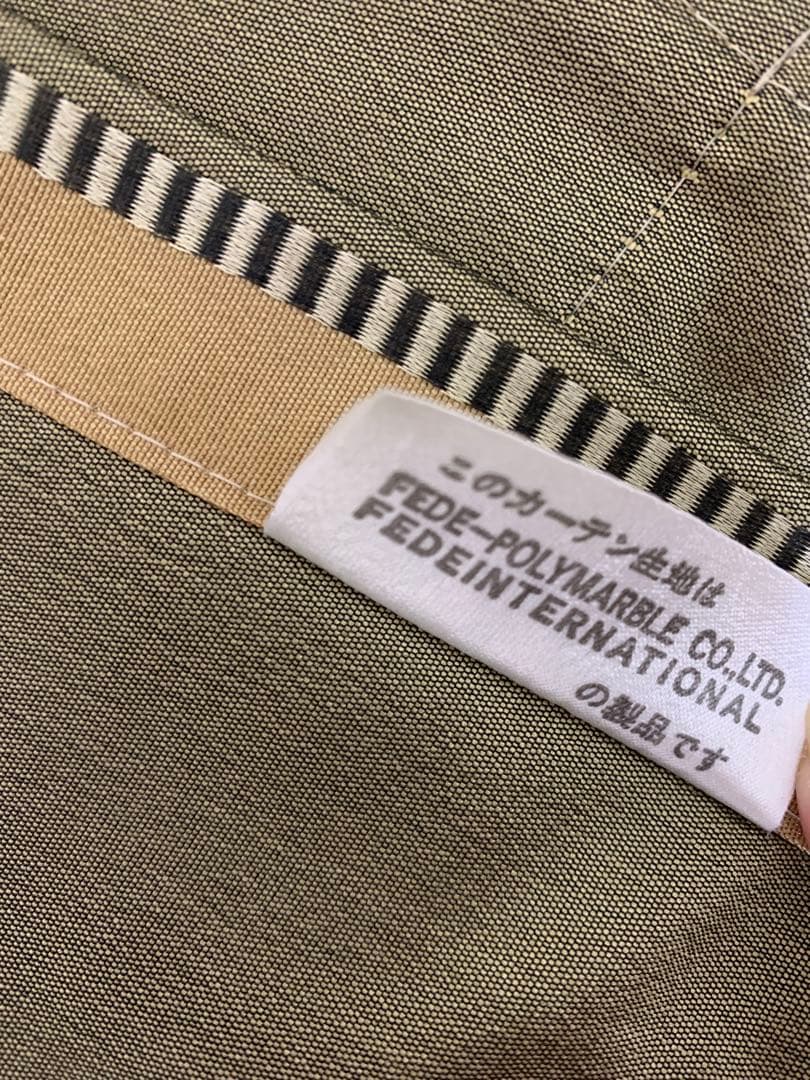 このカーテン生地は
FEDE-POLYMARBLE CO.,LTD.
FEDEINTERNATIONAL
の製品です